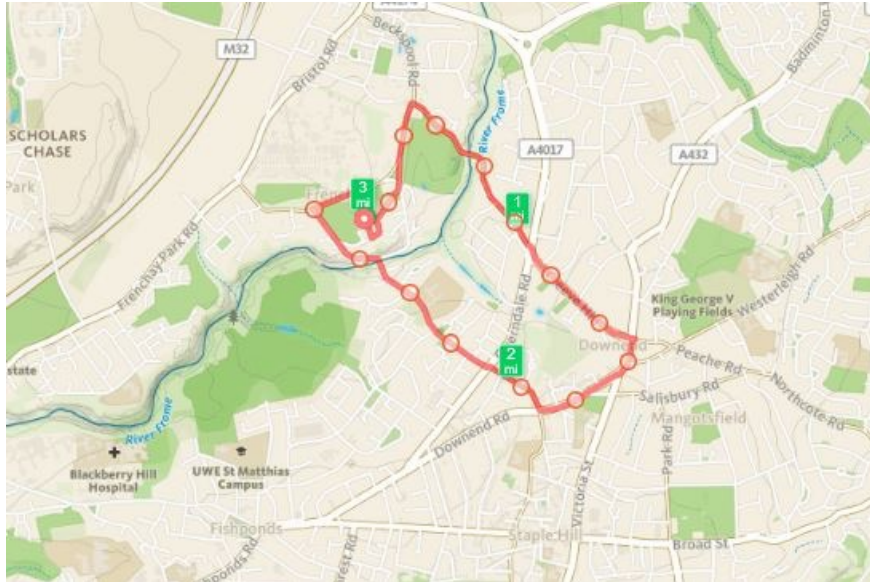 Beckspool Rd
M32
Bristol Rd
Badminton
River Frome
SCHOLARS
CHASE
Park
A4017
A432
3
mi
1
mi
Frenchay Park Rd
King George V
Playing Fields
Westerleigh Rd
Downend
Peache Rd
2
mi
state
Salisbury Rd
Northcote Rd
Mangotsfield
Downend Rd
Park Rd
River Frome
Blackberry Hill
Hospital
UWE St Matthias
Campus
Victoria St
Fishponds
Staple Hill
Broad St